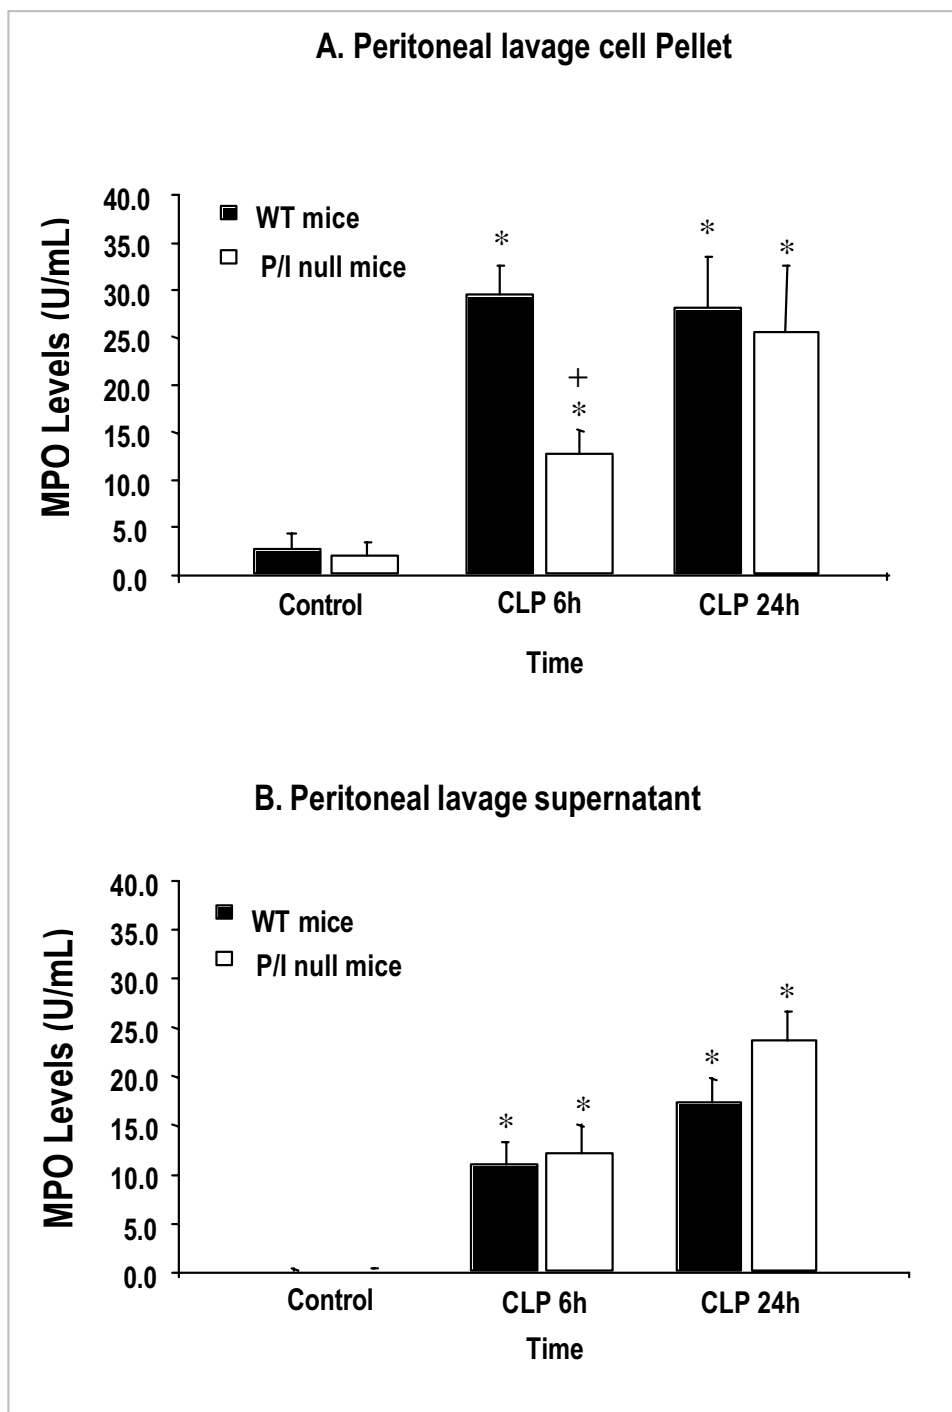 A. Peritoneal lavage cell Pellet
40.0
35.0
30.0
25.0
20.0
15.0
10.0
5.0
0.0
MPO Levels (U/mL)
WT mice
P/I null mice
*
*
*
+
*
Control
CLP 6h
CLP 24h
Time
B. Peritoneal lavage supernatant
40.0
35.0
30.0
25.0
20.0
15.0
10.0
5.0
0.0
MPO Levels (U/mL)
WT mice
P/I null mice
*
*
*
*
Control
CLP 6h
CLP 24h
Time